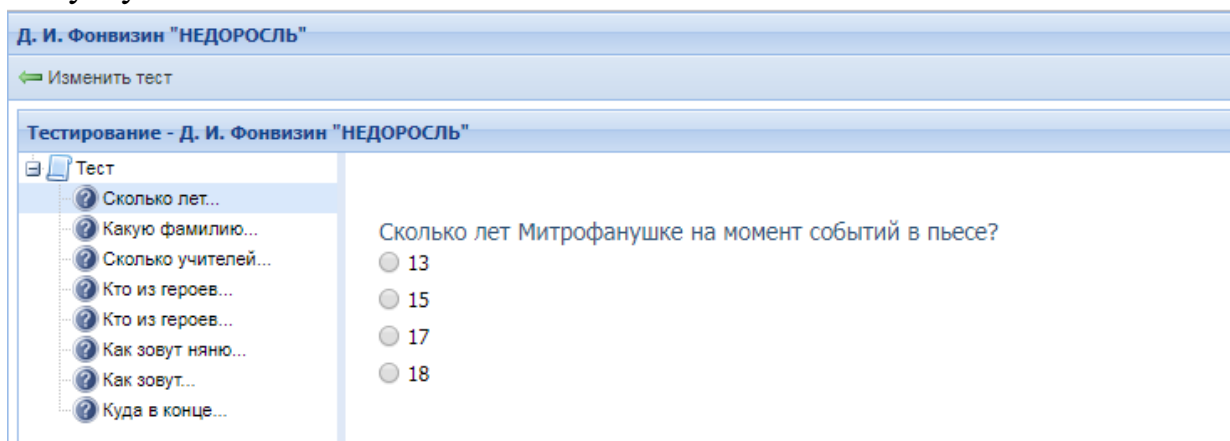 Д. И. Фонвизин "НЕДОРОСЛЬ"
Изменить тест
Тестирование - Д. И. Фонвизин "НЕДОРОСЛЬ"
Тест
Сколько лет...
Какую фамилию...
Сколько учителей...
Кто из героев...
Кто из героев...
Как зовут няню...
Как зовут...
Куда в конце...
Сколько лет Митрофанушке на момент событий в пьесе?
13
15
17
18